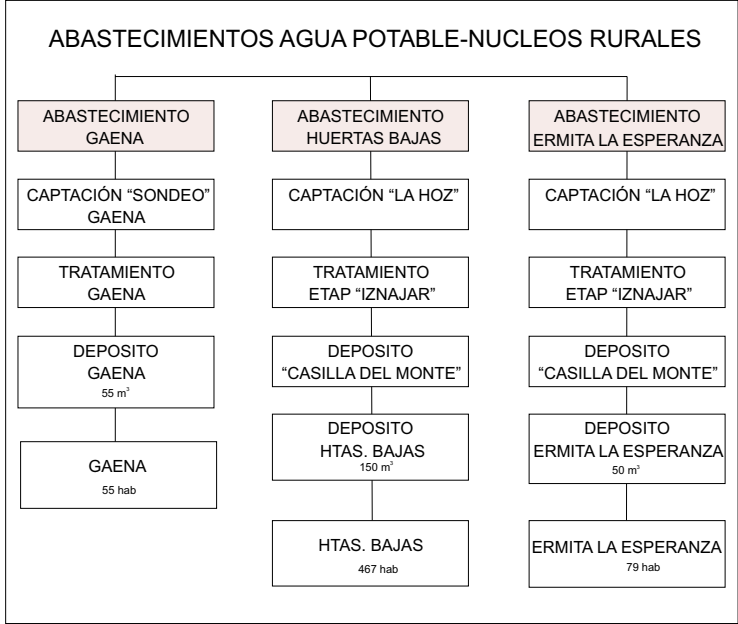 ABASTECIMIENTOS AGUA POTABLE-NUCLEOS RURALES
ABASTECIMIENTO
GAENA
CAPTACIÓN “SONDEO”
GAENA
TRATAMIENTO
GAENA
DEPOSITO
GAENA
55 m³
GAENA
55 hab
ABASTECIMIENTO
HUERTAS BAJAS
CAPTACIÓN “LA HOZ”
TRATAMIENTO
ETAP “IZNAJAR”
DEPOSITO
“CASILLA DEL MONTE”
DEPOSITO
HTAS. BAJAS
150 m³
HTAS. BAJAS
467 hab
ABASTECIMIENTO
ERMITA LA ESPERANZA
CAPTACIÓN “LA HOZ”
TRATAMIENTO
ETAP “IZNAJAR”
DEPOSITO
“CASILLA DEL MONTE”
DEPOSITO
ERMITA LA ESPERANZA
50 m³
ERMITA LA ESPERANZA
79 hab